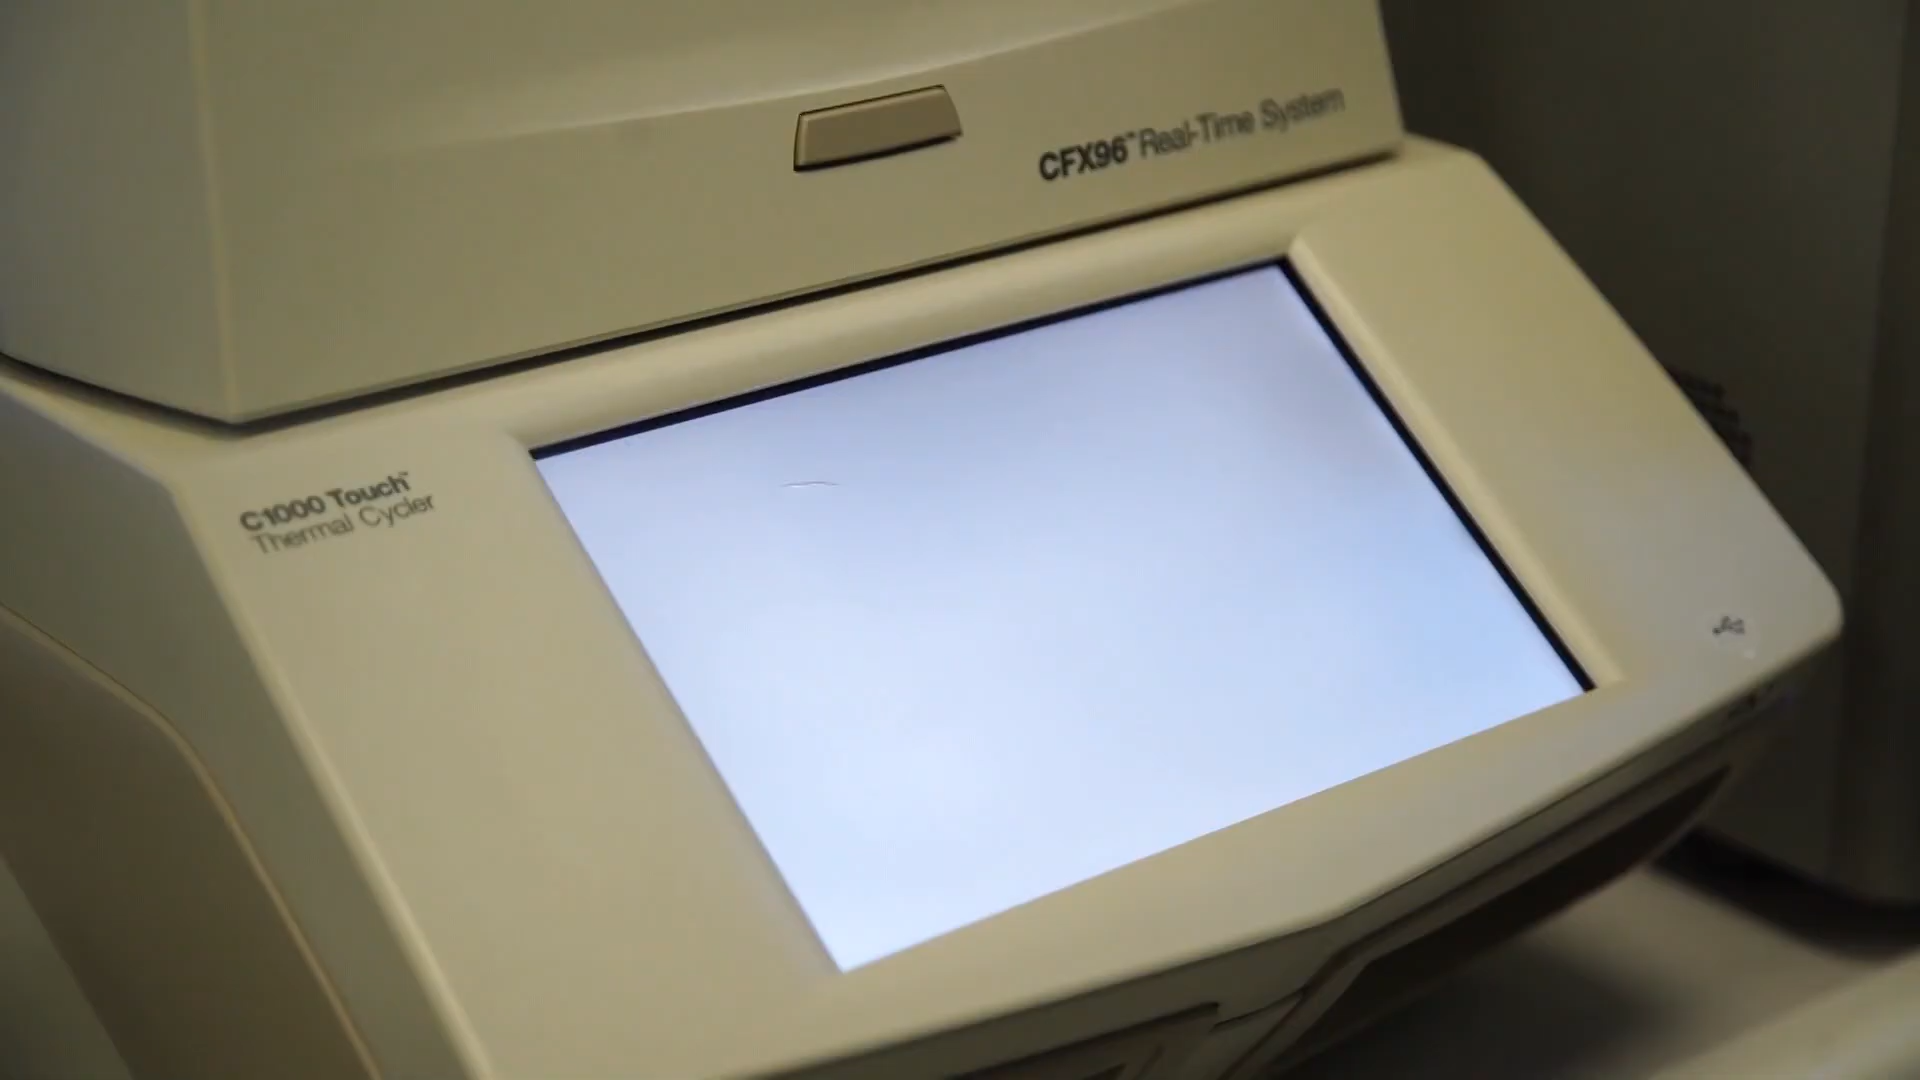 CFX96™ Real-Time System
C1000 Touch™
Thermal Cycler